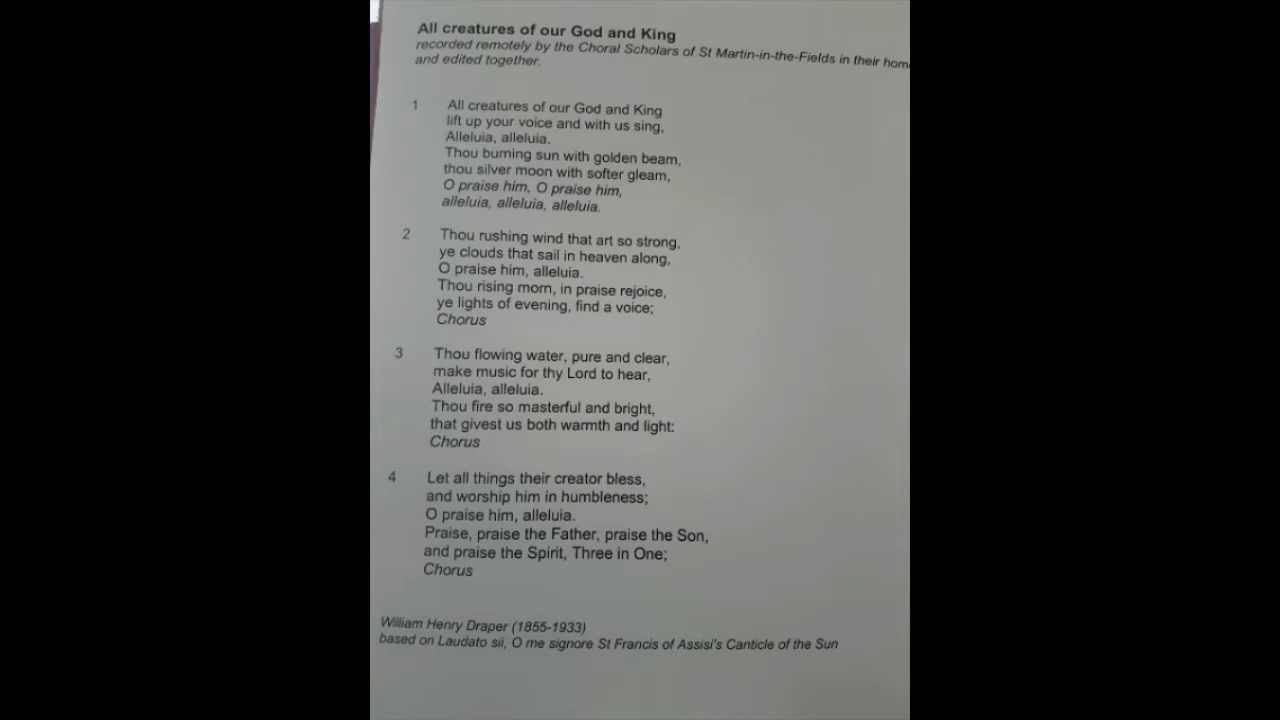 All creatures of our God and King
recorded remotely by the Choral Scholars of St Martin-in-the-Fields in their
and edited together.
1 All creatures of our God and King
lift up your voice and with us sing,
Alleluia, alleluia.
Thou burning sun with golden beam,
thou silver moon with softer gleam,
O praise him, O praise him,
alleluia, alleluia, alleluia.
2 Thou rushing wind that art so strong,
ye clouds that sail in heaven along,
O praise him, alleluia.
Thou rising morn, in praise rejoice,
ye lights of evening, find a voice;
Chorus
3 Thou flowing water, pure and clear,
make music for thy Lord to hear,
Alleluia, alleluia.
Thou fire so masterful and bright,
that givest us both warmth and light:
Chorus
4 Let all things their creator bless,
and worship him in humbleness;
O praise him, alleluia.
Praise, praise the Father, praise the Son,
and praise the Spirit, Three in One;
Chorus
William Henry Draper (1855-1933)
based on Laudato sii, O me signore St Francis of Assisi's Canticle of the Sun